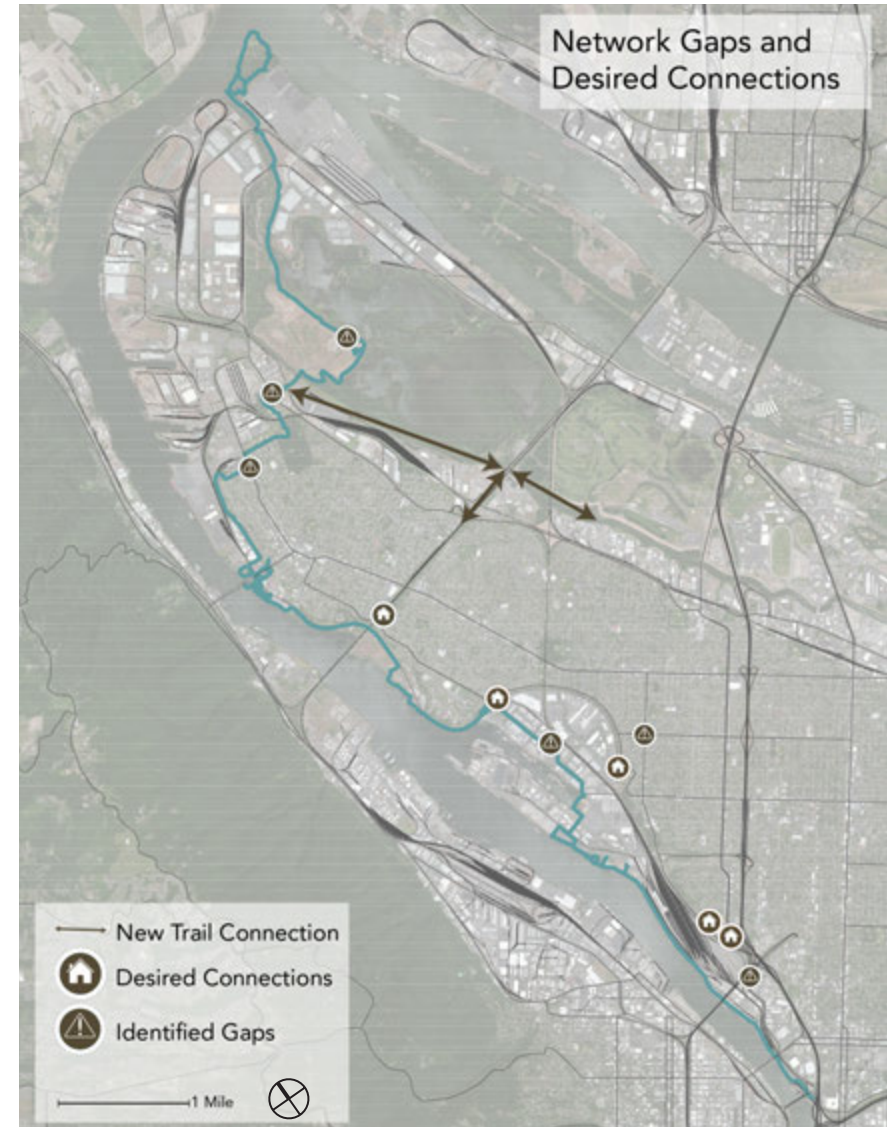 Network Gaps and
Desired Connections
New Trail Connection
Desired Connections
Identified Gaps
1 Mile